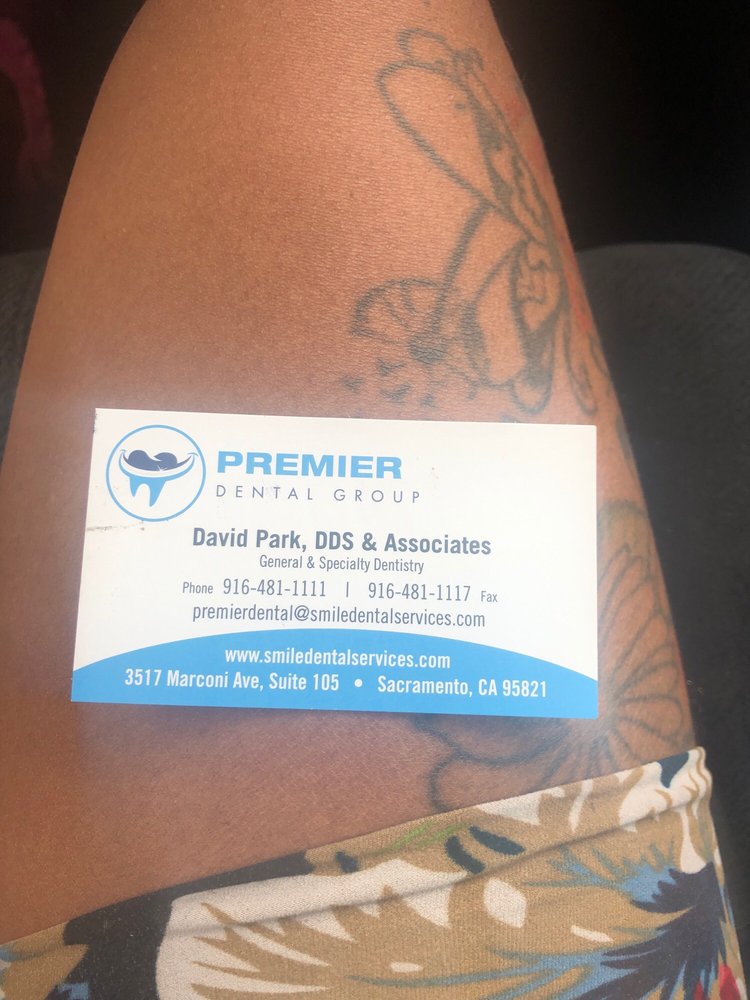 PREMIER
DENTAL GROUP
David Park, DDS & Associates
General & Specialty Dentistry
Phone 916-481-1111 | 916-481-1117 Fax
premierdental@smiledentalservices.com
www.smiledentalservices.com
3517 Marconi Ave, Suite 105 • Sacramento, CA 95821